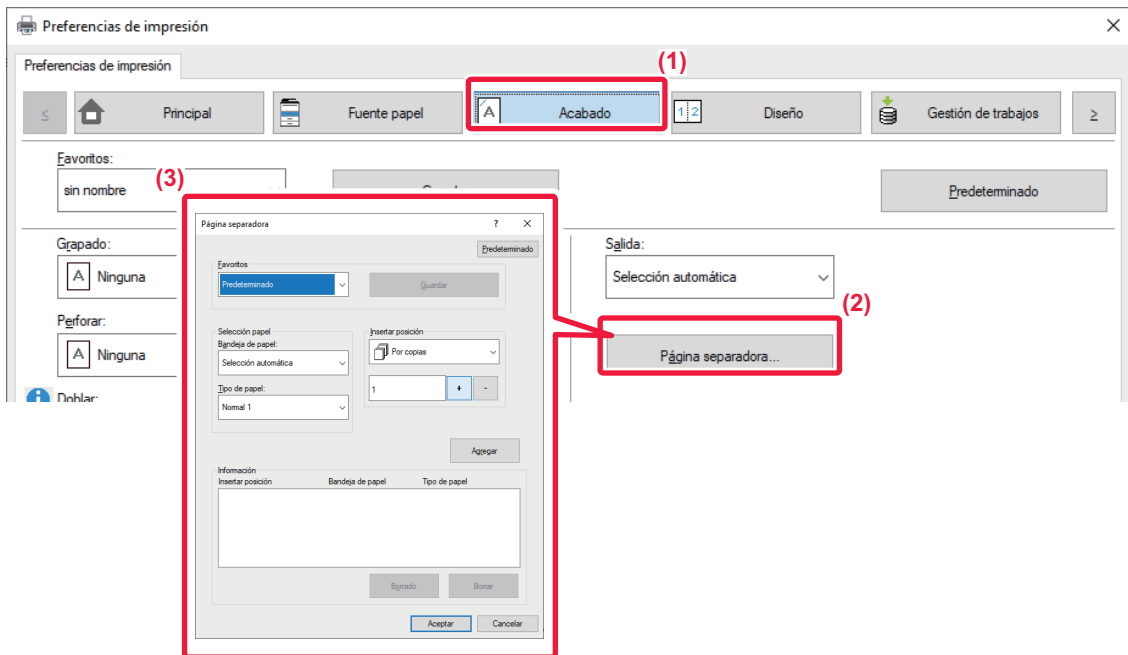 Preferencias de impresión
Preferencias de impresión
(1)
≤ Principal Fuente papel A Acabado 1 2 Diseño Gestión de trabajos ≥
Favoritos:
sin nombre
(3)
Predeterminado
Grapado:
A Ninguna
Perforar:
A Ninguna
Doblar:
Salida:
Selección automática
(2)
Página separadora...
Página separadora ?
Predeterminado
Favoritos
Predeterminado
Guardar
Selección papel
Bandeja de papel:
Selección automática
Tipo de papel:
Normal 1
Insertar posición
Por copias
1 + -
Agregar
Información
Insertar posición Bandeja de papel Tipo de papel
Borrado Borrar
Aceptar Cancelar